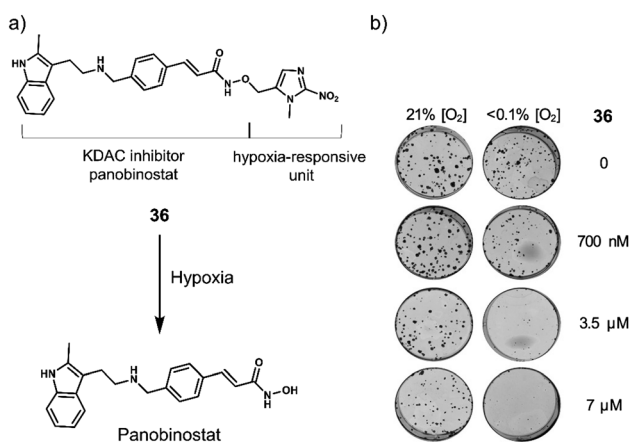 a)
HN
H
N
O
N
H
O
N
N
NO₂
KDAC inhibitor
panobinostat
hypoxia-responsive
unit
36
Hypoxia
HN
H
N
O
N
H
OH
Panobinostat
b)
21% [O₂] <0.1% [O₂] 36
0
700 nM
3.5 µM
7 µM